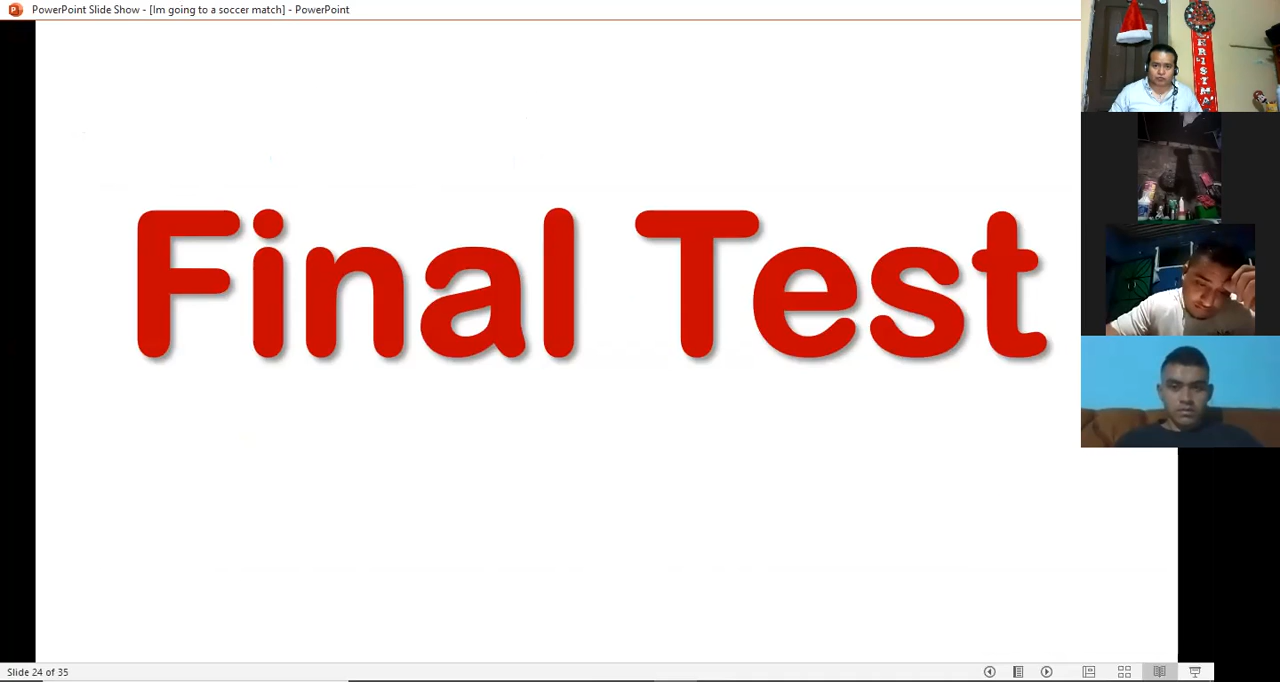 PowerPoint Slide Show - [Im going to a soccer match] - PowerPoint
Final Test
Slide 24 of 35